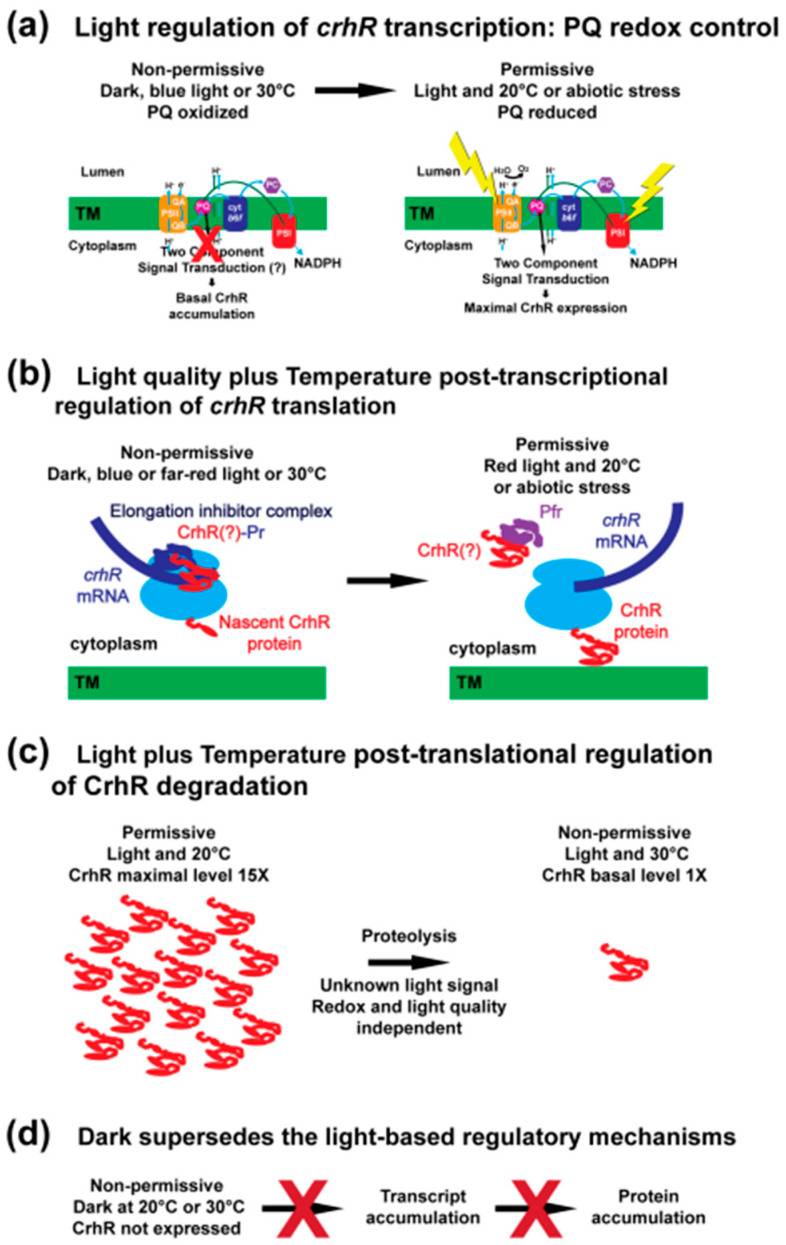 (a) Light regulation of crhR transcription: PQ redox control
Non-permissive
Dark, blue light or 30°C
PQ oxidized
Permissive
Light and 20°C or abiotic stress
PQ reduced
Lumen
H⁺ e⁻
H⁺
PC
TM
QA
PSII
QB
PQ
cyt
b6f
PSI
Cytoplasm
H⁺
H⁺
NADPH
Two Component
Signal Transduction (?)
Basal CrhR
accumulation
Lumen
H₂O O₂
H⁺ e⁻
H⁺
PC
TM
QA
PSII
QB
PQ
cyt
b6f
PSI
Cytoplasm
H⁺
H⁺
NADPH
Two Component
Signal Transduction
Maximal CrhR expression
(b) Light quality plus Temperature post-transcriptional
regulation of crhR translation
Non-permissive
Dark, blue or far-red light or 30°C
Elongation inhibitor complex
CrhR(?)-Pr
crhR
mRNA
Nascent CrhR
protein
cytoplasm
TM
Permissive
Red light and 20°C
or abiotic stress
Pfr
CrhR(?)
crhR
mRNA
CrhR
protein
cytoplasm
TM
(c) Light plus Temperature post-translational regulation
of CrhR degradation
Permissive
Light and 20°C
CrhR maximal level 15X
Proteolysis
Unknown light signal
Redox and light quality
independent
Non-permissive
Light and 30°C
CrhR basal level 1X
(d) Dark supersedes the light-based regulatory mechanisms
Non-permissive
Dark at 20°C or 30°C
CrhR not expressed
Transcript
accumulation
Protein
accumulation